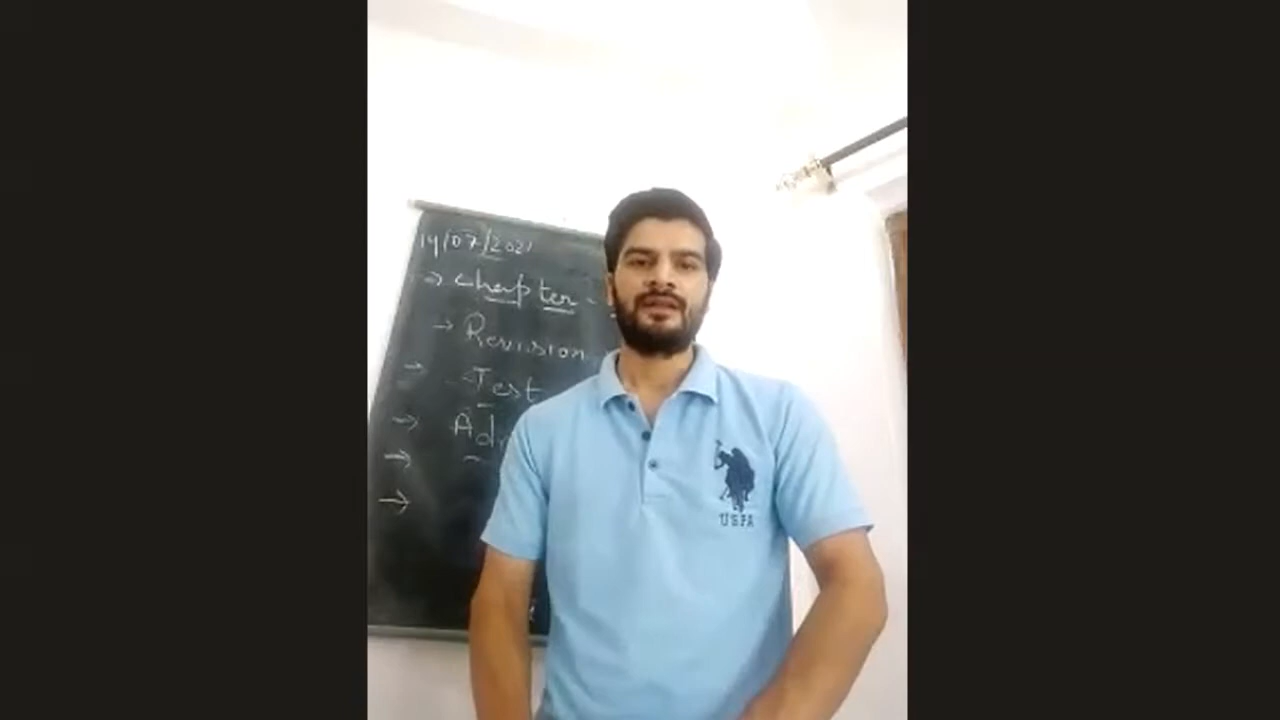 14/07/2021
→ Chapter -
→ Revision
→ Test
→
→
→
USPA